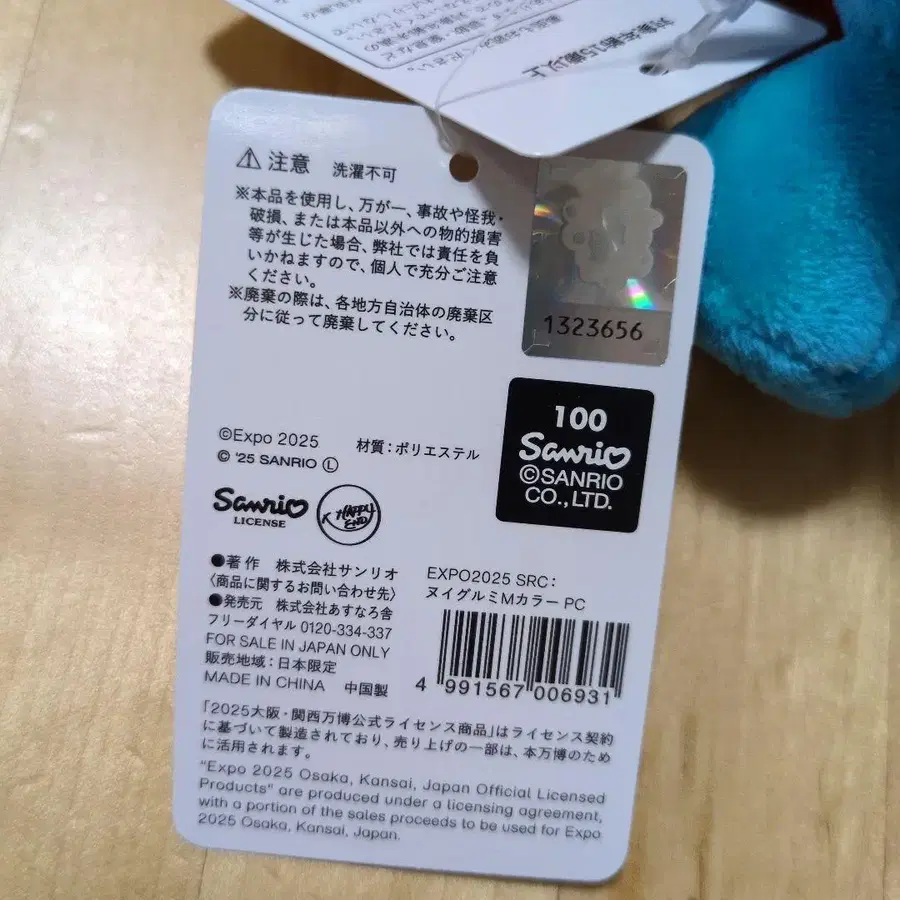 対象年齢15歳以上
⚠注意 洗濯不可
※本品を使用し、万が一、事故や怪我・
破損、または本品以外への物的損害
等が生じた場合、弊社では責任を負
いかねますので、個人で充分ご注意
ください。
※廃棄の際は、各地方自治体の廃棄区
分に従って廃棄してください。
1323656
100
Sanrio
©SANRIO
CO.,LTD.
©Expo 2025 材質:ポリエステル
© '25 SANRIO Ⓛ
Sanrio
LICENSE
HAPPY
END
●著作 株式会社サンリオ
〈商品に関するお問い合わせ先〉
●発売元 株式会社あすなろ舎
フリーダイヤル 0120-334-337
FOR SALE IN JAPAN ONLY
販売地域:日本限定
MADE IN CHINA 中国製
EXPO2025 SRC:
ヌイグルミMカラー PC
4 991567 006931
「2025大阪・関西万博公式ライセンス商品」はライセンス契約
に基づいて製造されており、売り上げの一部は、本万博のため
に活用されます。
"Expo 2025 Osaka, Kansai, Japan Official Licensed
Products" are produced under a licensing agreement,
with a portion of the sales proceeds to be used for Expo
2025 Osaka, Kansai, Japan.